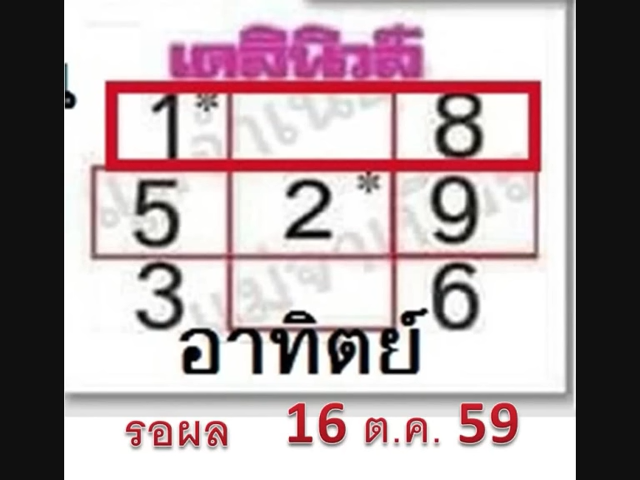 เดลินิวส์
1* 8
5 2* 9
3 6
อาทิตย์
รอผล 16 ต.ค. 59